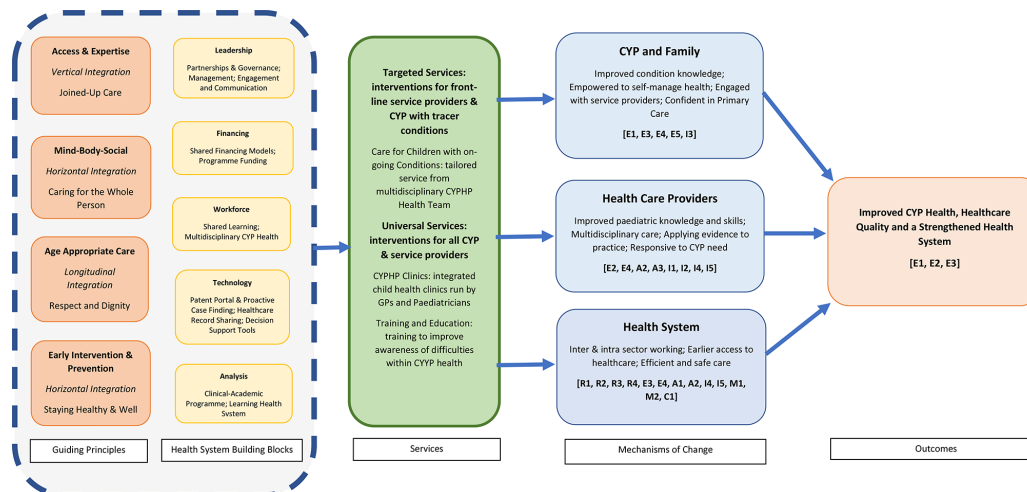 Access & Expertise
Vertical Integration
Joined-Up Care
Mind-Body-Social
Horizontal Integration
Caring for the Whole
Person
Age Appropriate Care
Longitudinal
Integration
Respect and Dignity
Early Intervention &
Prevention
Horizontal Integration
Staying Healthy & Well
Guiding Principles
Leadership
Partnerships & Governance;
Management; Engagement
and Communication
Financing
Shared Financing Models;
Programme Funding
Workforce
Shared Learning;
Multidisciplinary CYP Health
Technology
Patent Portal & Proactive
Case Finding; Healthcare
Record Sharing; Decision
Support Tools
Analysis
Clinical-Academic
Programme; Learning Health
System
Health System Building Blocks
Targeted Services:
interventions for front-
line service providers &
CYP with tracer
conditions
Care for Children with on-
going Conditions: tailored
service from
multidisciplinary CYPHP
Health Team
Universal Services:
interventions for all CYP
& service providers
CYPHP Clinics: integrated
child health clinics run by
GPs and Paediatricians
Training and Education:
training to improve
awareness of difficulties
within CYYP health
Services
CYP and Family
Improved condition knowledge;
Empowered to self-manage health; Engaged
with service providers; Confident in Primary
Care
[E1, E3, E4, E5, I3]
Health Care Providers
Improved paediatric knowledge and skills;
Multidisciplinary care; Applying evidence to
practice; Responsive to CYP need
[E2, E4, A2, A3, I1, I2, I4, I5]
Health System
Inter & intra sector working; Earlier access to
healthcare; Efficient and safe care
[R1, R2, R3, R4, E3, E4, A1, A2, I4, I5, M1,
M2, C1]
Mechanisms of Change
Improved CYP Health, Healthcare
Quality and a Strengthened Health
System
[E1, E2, E3]
Outcomes